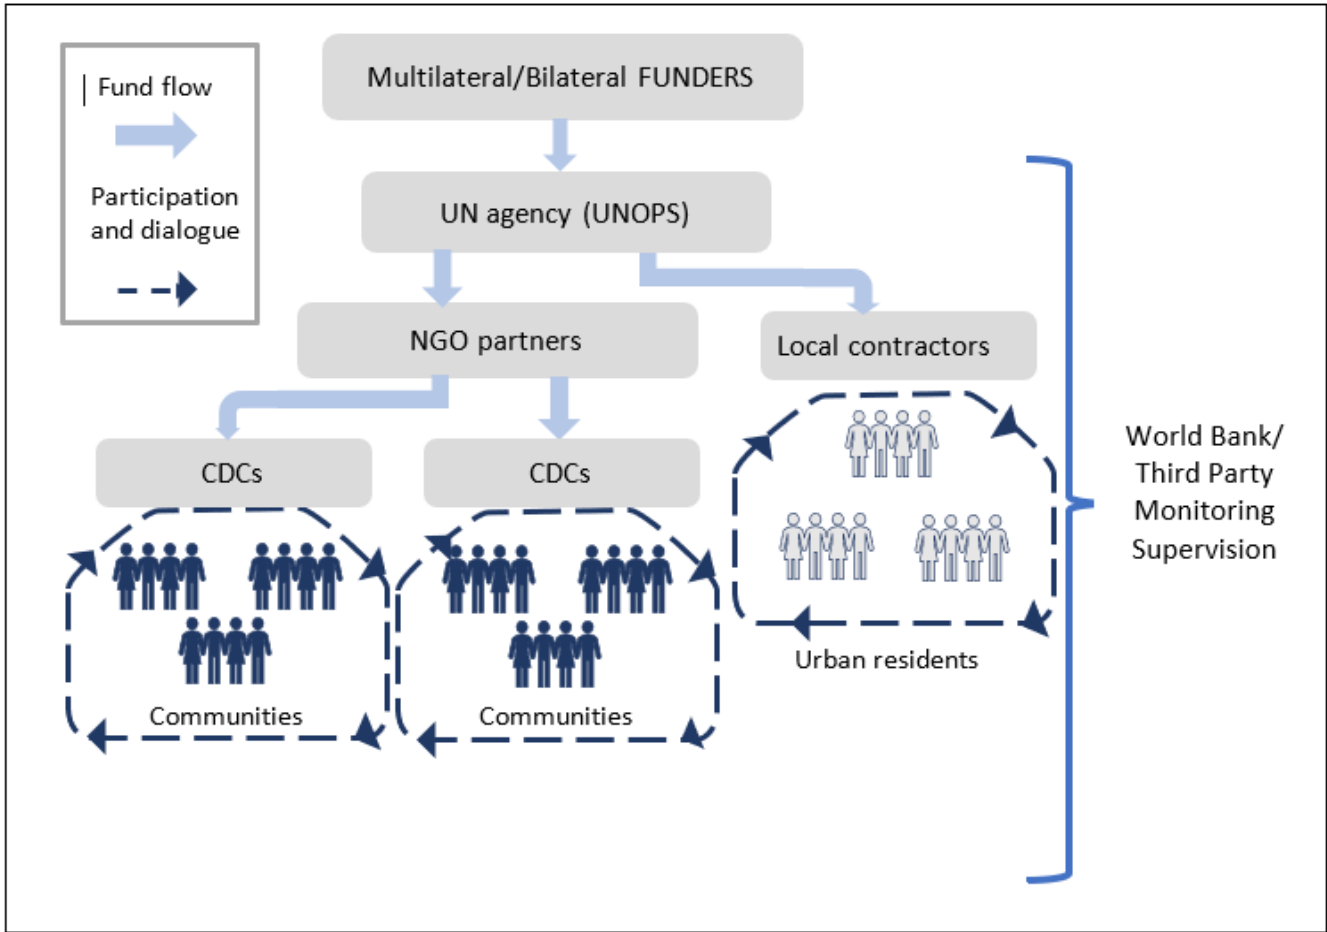 Fund flow
Participation
and dialogue
Multilateral/Bilateral FUNDERS
UN agency (UNOPS)
NGO partners
Local contractors
CDCs
CDCs
Communities
Communities
Urban residents
World Bank/
Third Party
Monitoring
Supervision